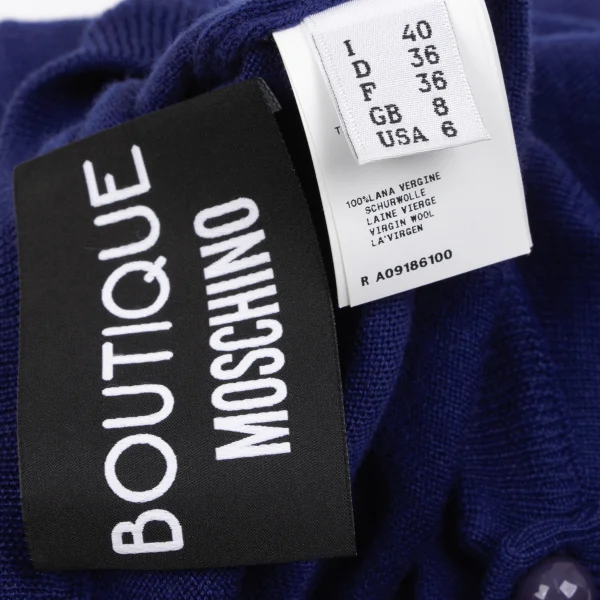 BOUTIQUE
MOSCHINO
I 40
D 36
F 36
GB 8
USA 6
100%LANA VERGINE
SCHURWOLLE
LAINE VIERGE
VIRGIN WOOL
LA'VIRGEN
R A09186100